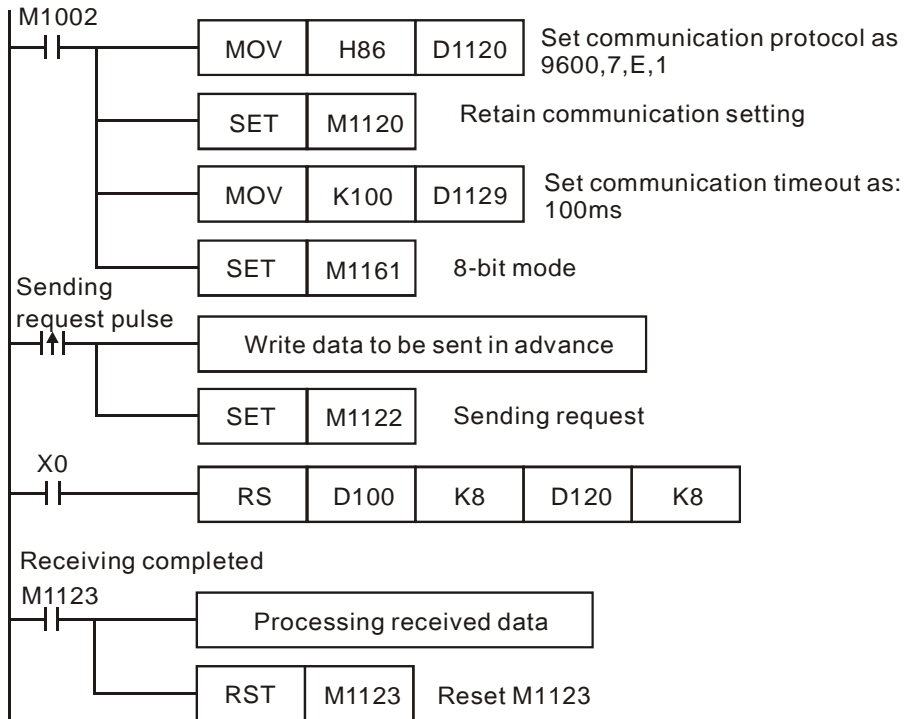 M1002
MOV H86 D1120 Set communication protocol as
9600,7,E,1
SET M1120 Retain communication setting
MOV K100 D1129 Set communication timeout as:
100ms
SET M1161 8-bit mode
Sending
request pulse
Write data to be sent in advance
SET M1122 Sending request
X0
RS D100 K8 D120 K8
Receiving completed
M1123
Processing received data
RST M1123 Reset M1123